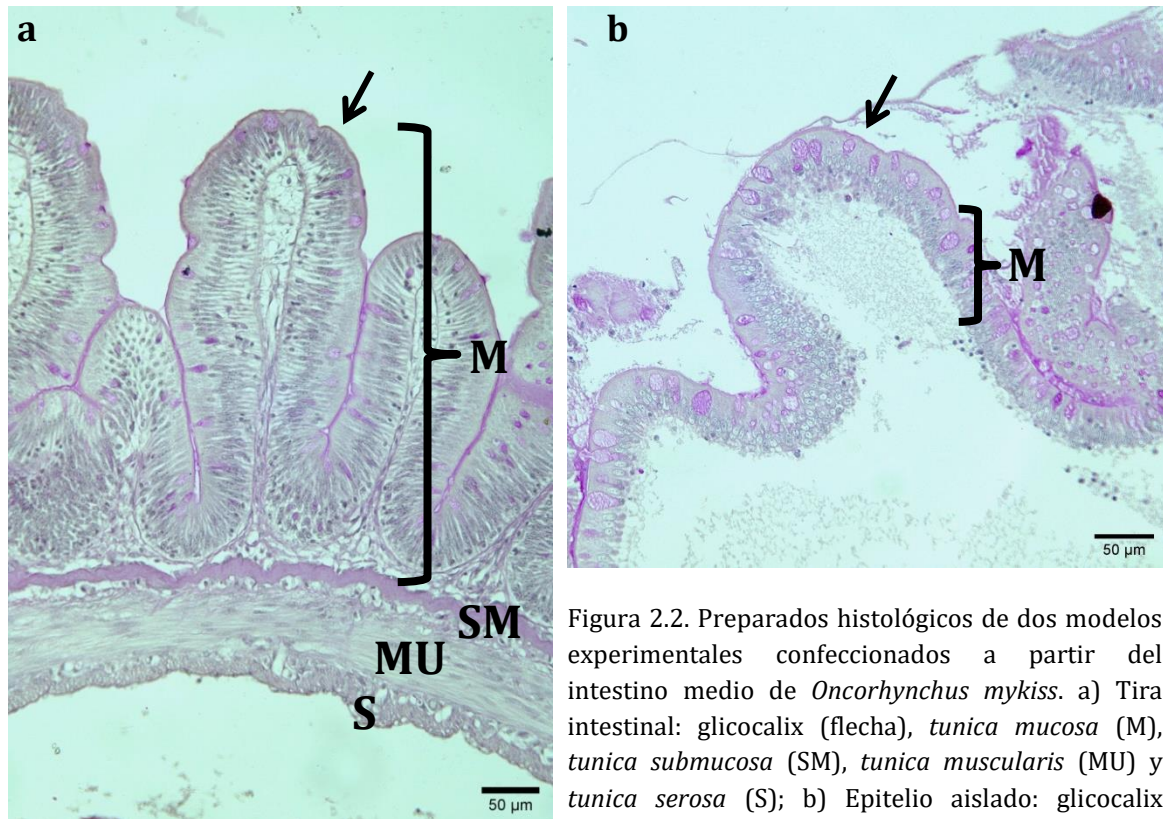 a
M
SM
MU
S
50 µm
b
M
50 µm
Figura 2.2. Preparados histológicos de dos modelos
experimentales confeccionados a partir del
intestino medio de Oncorhynchus mykiss. a) Tira
intestinal: glicocalix (flecha), tunica mucosa (M),
tunica submucosa (SM), tunica muscularis (MU) y
tunica serosa (S); b) Epitelio aislado: glicocalix